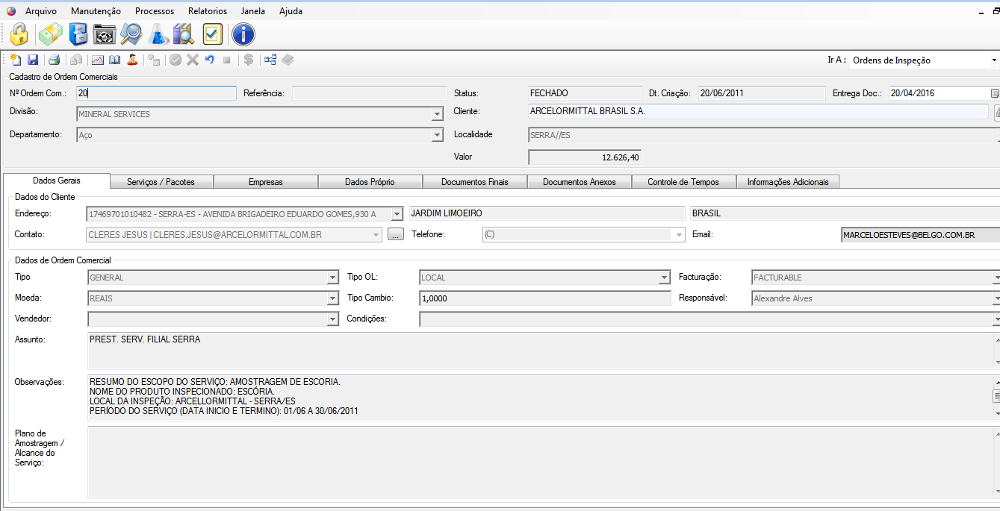 Arquivo Manutenção Processos Relatorios Janela Ajuda
Ir A : Ordens de Inspeção
Cadastro de Ordem Comerciais
Nº Ordem Com.: 20 Referência: Status: FECHADO Dt. Criação: 20/06/2011 Entrega Doc.: 20/04/2016
Divisão: MINERAL SERVICES Cliente: ARCELORMITTAL BRASIL S.A.
Departamento: Aço Localidade SERRA//ES
Valor 12.626,40
Dados Gerais Serviços / Pacotes Empresas Dados Próprio Documentos Finais Documentos Anexos Controle de Tempos Informações Adicionais
Dados do Cliente
Endereço: 17469701010482 - SERRA-ES - AVENIDA BRIGADEIRO EDUARDO GOMES,930 A JARDIM LIMOEIRO BRASIL
Contato: CLERES JESUS | CLERES.JESUS@ARCELORMITTAL.COM.BR ... Telefone: (C) Email: MARCELOESTEVES@BELGO.COM.BR
Dados de Ordem Comercial
Tipo GENERAL Tipo OL: LOCAL Facturação: FACTURABLE
Moeda: REAIS Tipo Cambio: 1,0000 Responsável: Alexandre Alves
Vendedor: Condições:
Assunto: PREST. SERV. FILIAL SERRA
Observações: RESUMO DO ESCOPO DO SERVIÇO: AMOSTRAGEM DE ESCORIA.
NOME DO PRODUTO INSPECIONADO: ESCÓRIA.
LOCAL DA INSPEÇÃO: ARCELLORMITTAL - SERRA/ES
PERÍODO DO SERVIÇO (DATA INICIO E TERMINO): 01/06 A 30/06/2011
Plano de
Amostragem /
Alcance do
Serviço: